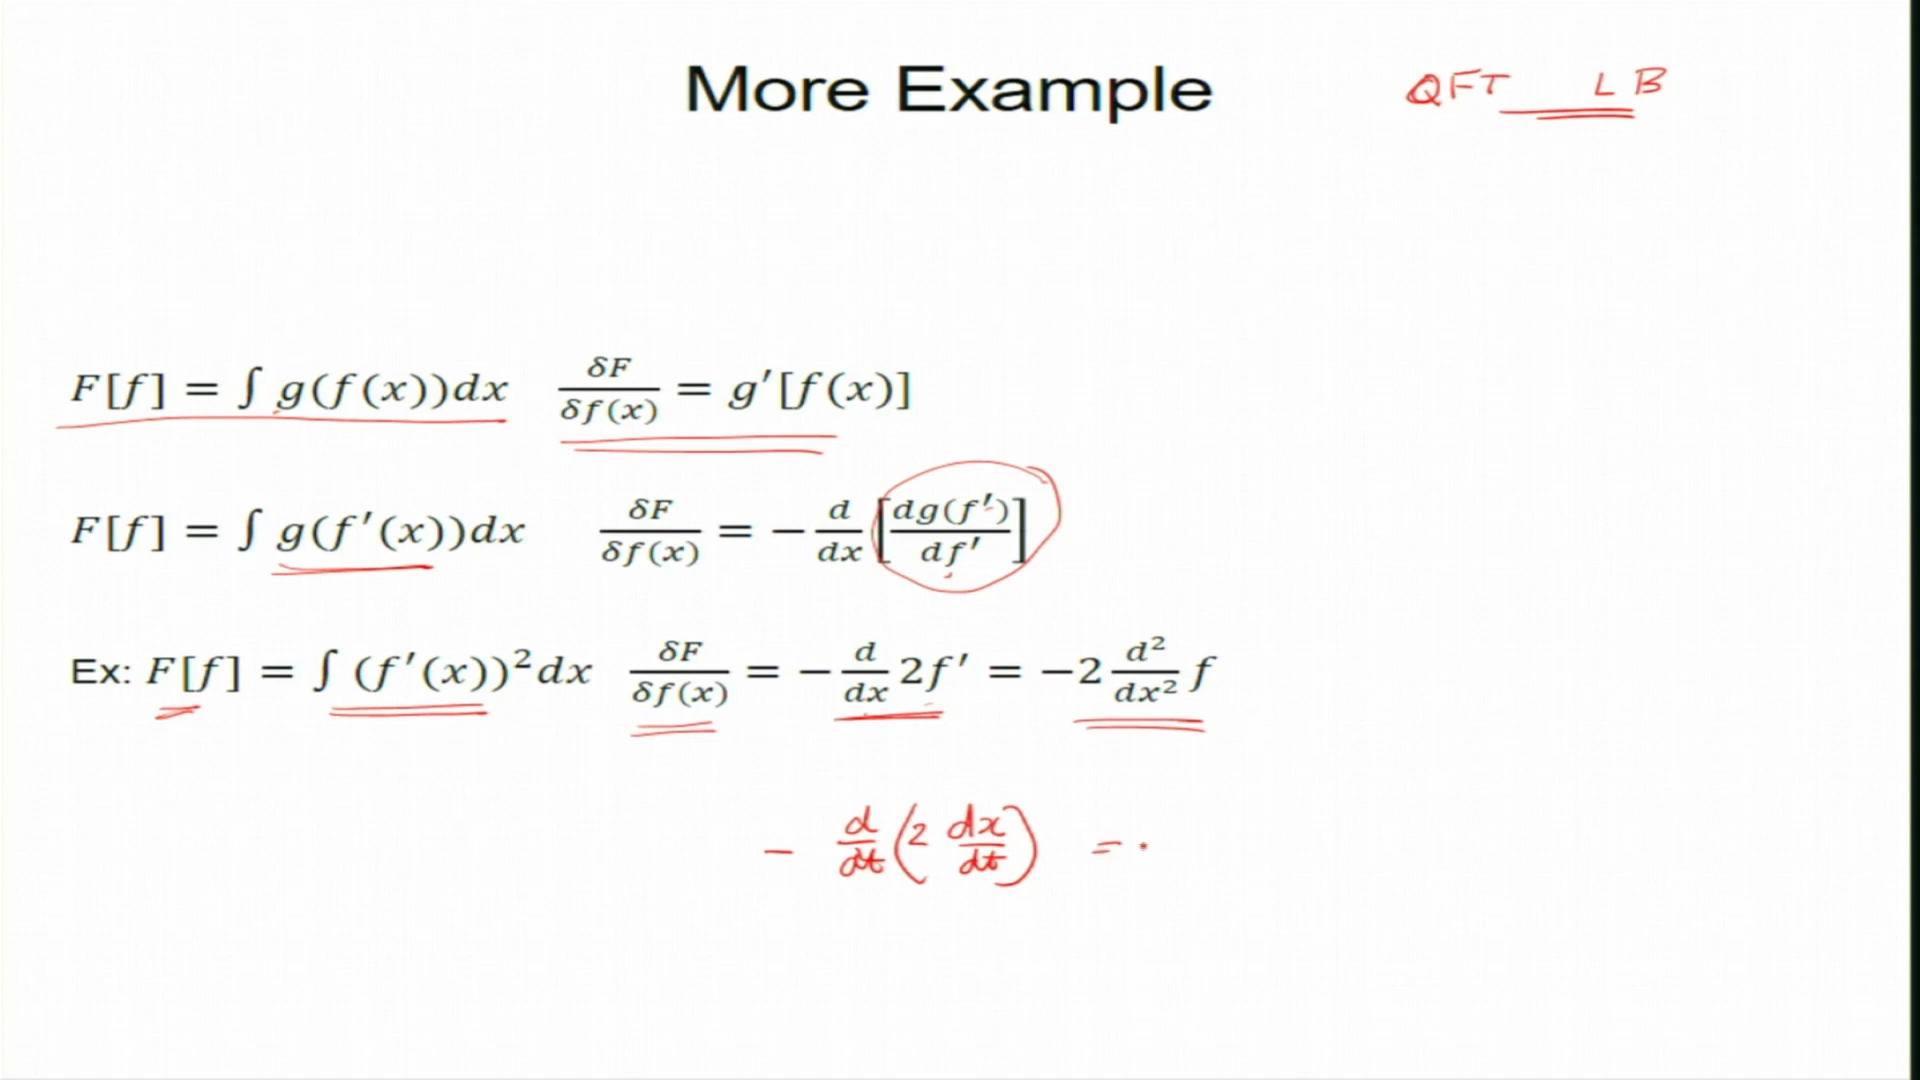 More Example
QFT LB
F[f] = ∫ g(f(x))dx   δF/δf(x) = g′[f(x)]
F[f] = ∫ g(f′(x))dx   δF/δf(x) = −d/dx [dg(f′)/df′]
Ex: F[f] = ∫ (f′(x))²dx   δF/δf(x) = −d/dx 2f′ = −2 d²/dx² f
− d/dt (2 dx/dt) = ·